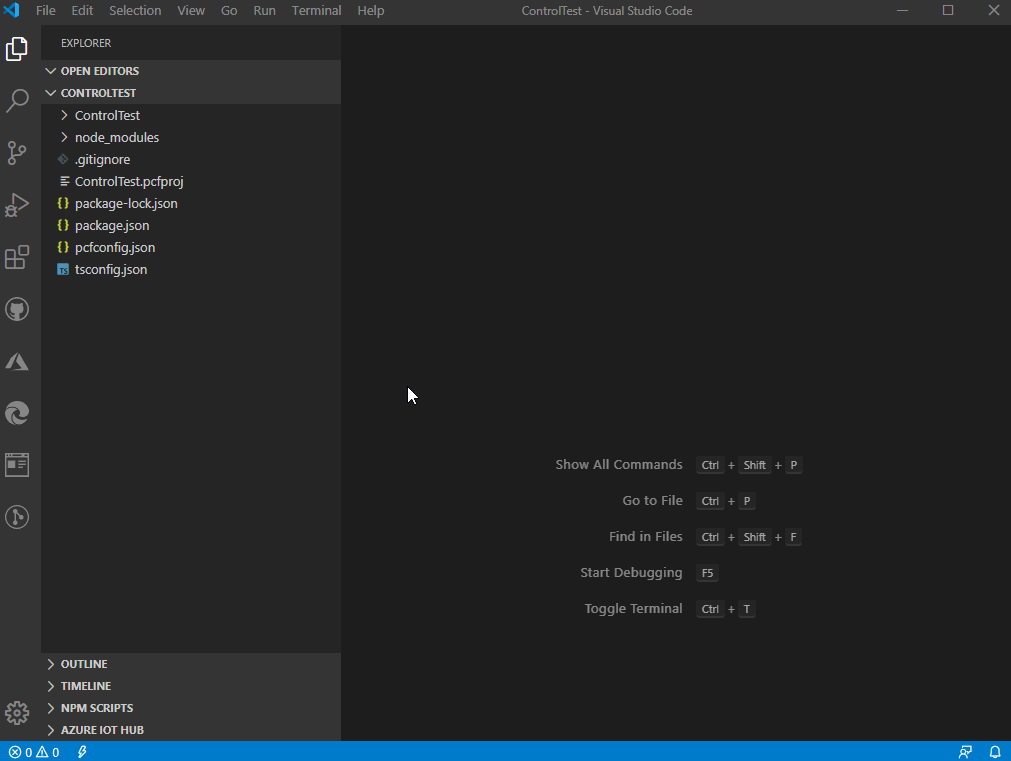 File Edit Selection View Go Run Terminal Help ControlTest - Visual Studio Code
EXPLORER
OPEN EDITORS
CONTROLTEST
ControlTest
node_modules
.gitignore
ControlTest.pcfproj
{} package-lock.json
{} package.json
{} pcfconfig.json
TS tsconfig.json
Show All Commands Ctrl + Shift + P
Go to File Ctrl + P
Find in Files Ctrl + Shift + F
Start Debugging F5
Toggle Terminal Ctrl + T
OUTLINE
TIMELINE
NPM SCRIPTS
AZURE IOT HUB
0 0